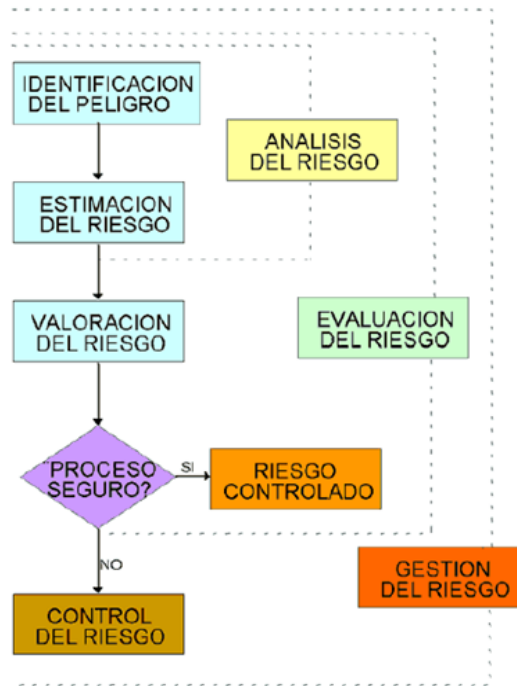 IDENTIFICACION
DEL PELIGRO
ANALISIS
DEL RIESGO
ESTIMACION
DEL RIESGO
VALORACION
DEL RIESGO
EVALUACION
DEL RIESGO
PROCESO
SEGURO?
SI
RIESGO
CONTROLADO
NO
GESTION
DEL RIESGO
CONTROL
DEL RIESGO